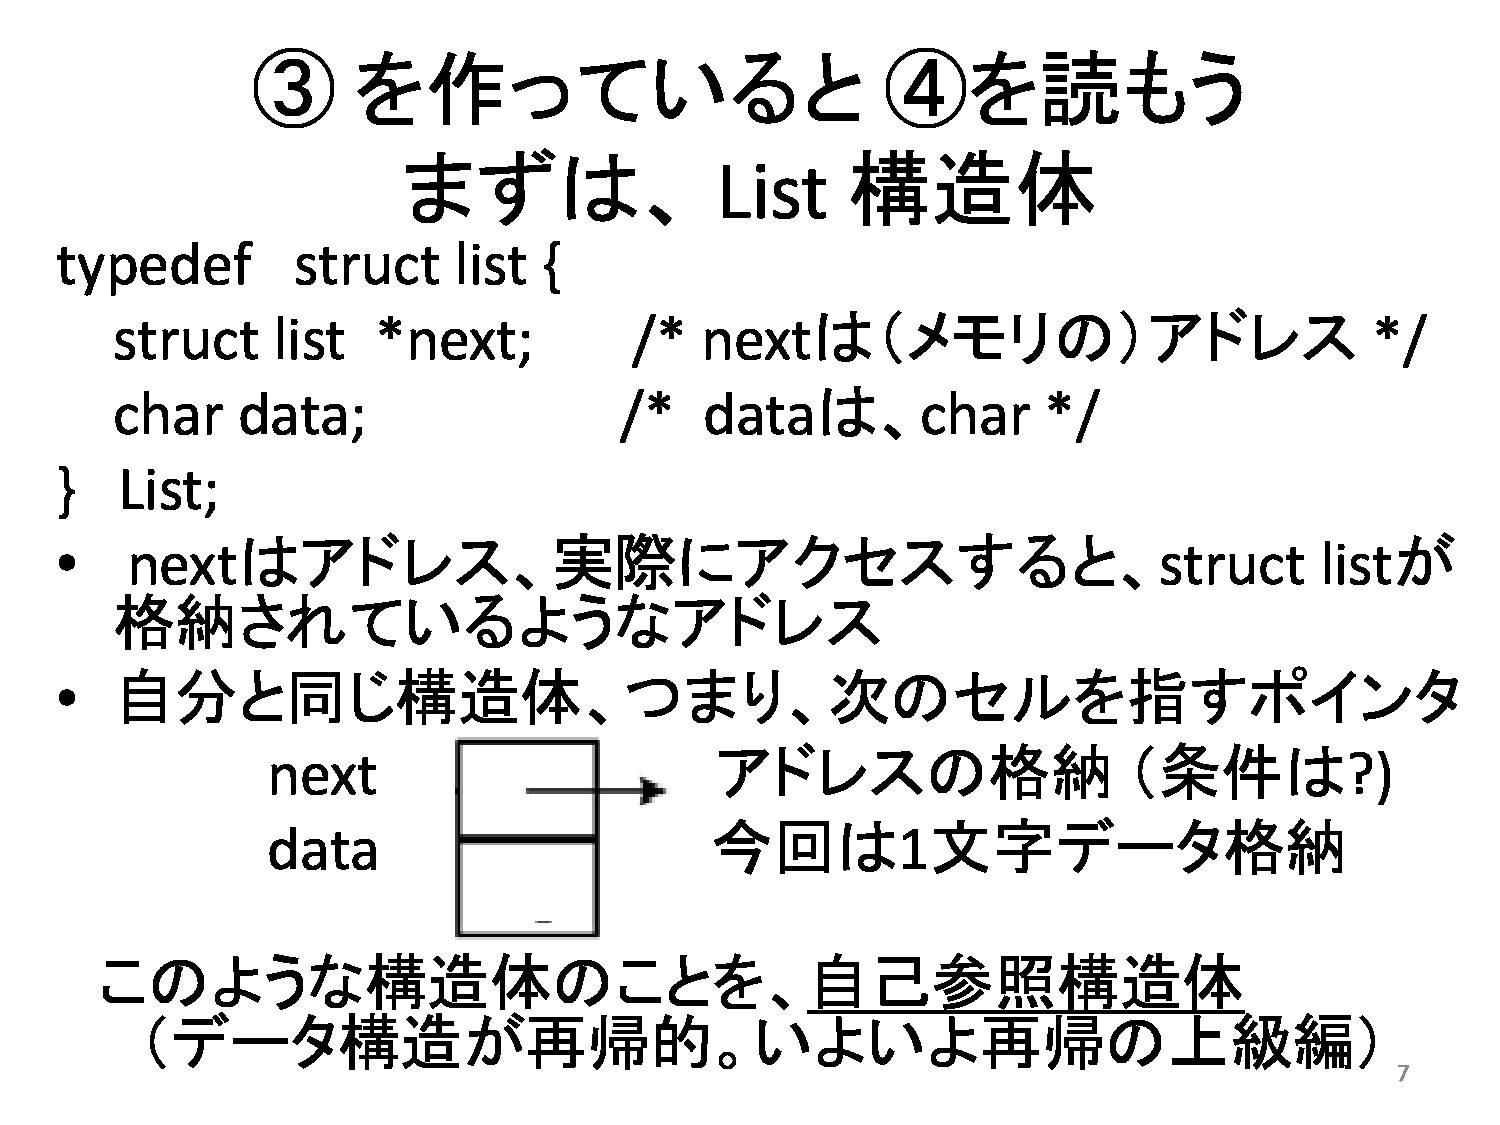 ③ を作っていると ④を読もう
まずは、 List 構造体
typedef struct list {
struct list *next; /* nextは（メモリの）アドレス */
char data; /* dataは、char */
} List;
• nextはアドレス、実際にアクセスすると、struct listが
格納されているようなアドレス
• 自分と同じ構造体、つまり、次のセルを指すポインタ
next アドレスの格納 （条件は?)
data 今回は1文字データ格納
このような構造体のことを、自己参照構造体
（データ構造が再帰的。いよいよ再帰の上級編）
7